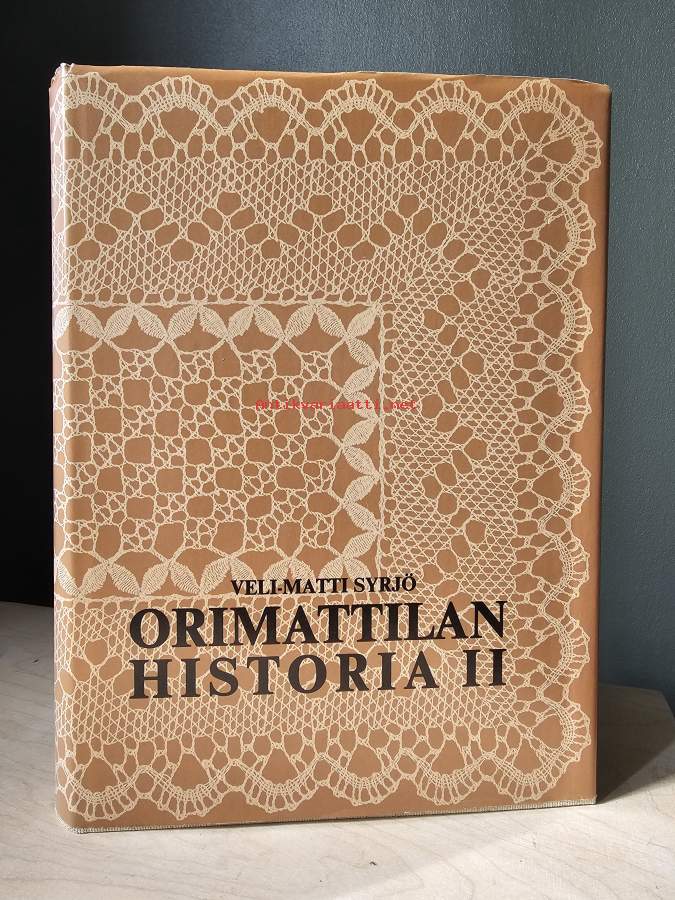 Antikvariaatti.net
VELI-MATTI SYRJÖ
ORIMATTILAN
HISTORIA II